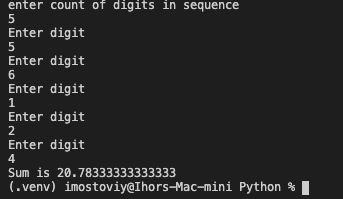 enter count of digits in sequence
5
Enter digit
5
Enter digit
6
Enter digit
1
Enter digit
2
Enter digit
4
Sum is 20.78333333333333
(.venv) imostoviy@Ihors-Mac-mini Python %